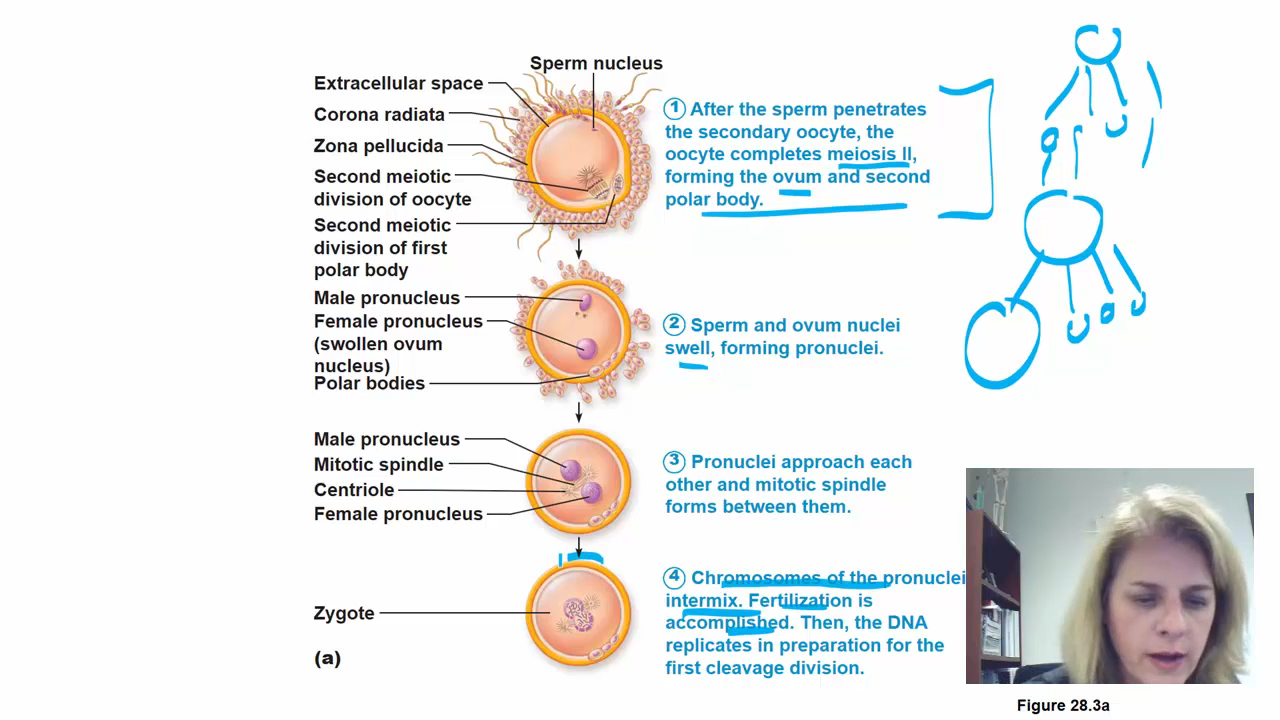 Sperm nucleus
Extracellular space
Corona radiata
Zona pellucida
Second meiotic
division of oocyte
Second meiotic
division of first
polar body
Male pronucleus
Female pronucleus
(swollen ovum
nucleus)
Polar bodies
Male pronucleus
Mitotic spindle
Centriole
Female pronucleus
Zygote
(a)
1 After the sperm penetrates
the secondary oocyte, the
oocyte completes meiosis II,
forming the ovum and second
polar body.
2 Sperm and ovum nuclei
swell, forming pronuclei.
3 Pronuclei approach each
other and mitotic spindle
forms between them.
4 Chromosomes of the pronuclei
intermix. Fertilization is
accomplished. Then, the DNA
replicates in preparation for the
first cleavage division.
Figure 28.3a